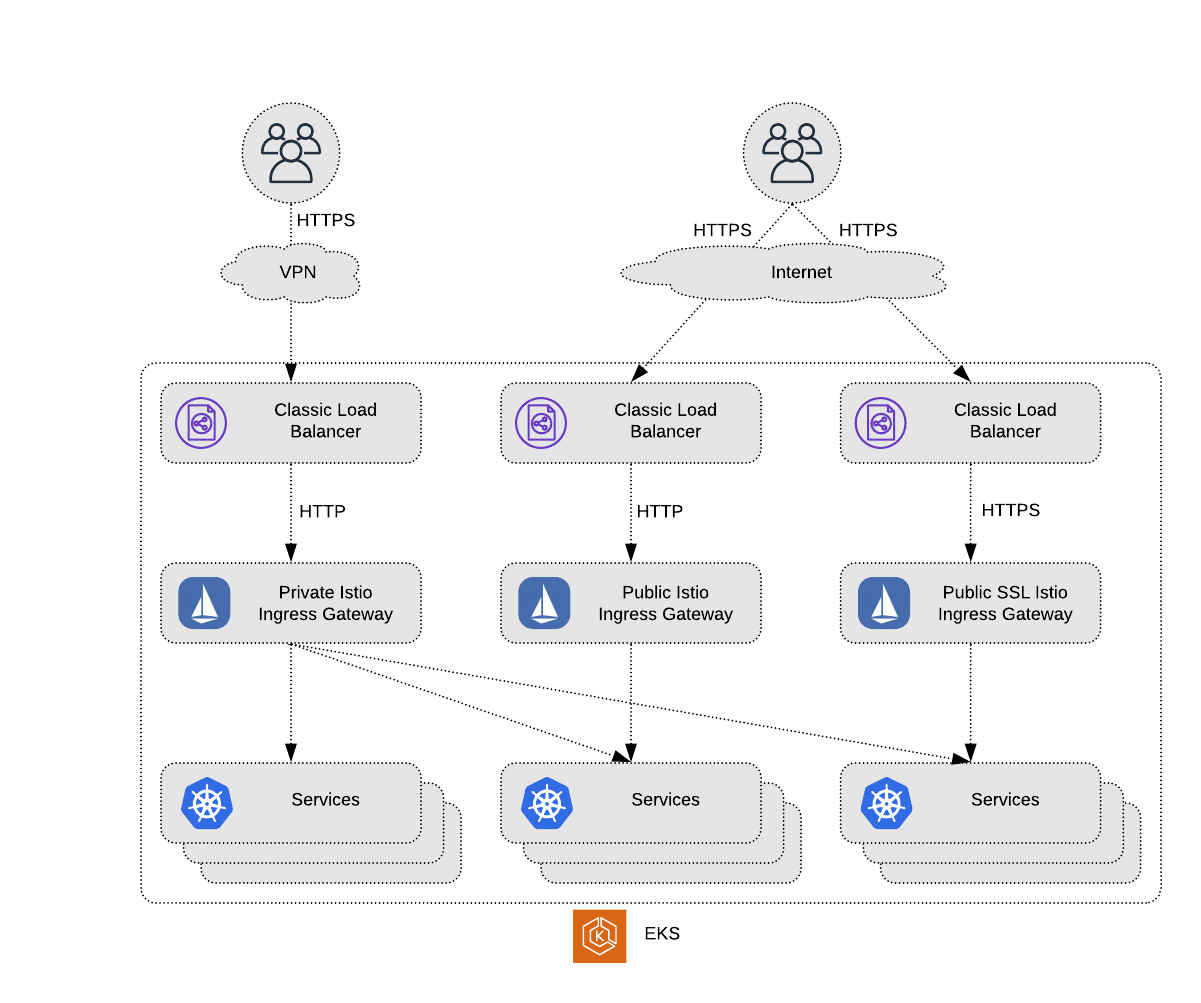 HTTPS
HTTPS
HTTPS
VPN
Internet
Classic Load
Balancer
Classic Load
Balancer
Classic Load
Balancer
HTTP
HTTP
HTTPS
Private Istio
Ingress Gateway
Public Istio
Ingress Gateway
Public SSL Istio
Ingress Gateway
Services
Services
Services
K
EKS